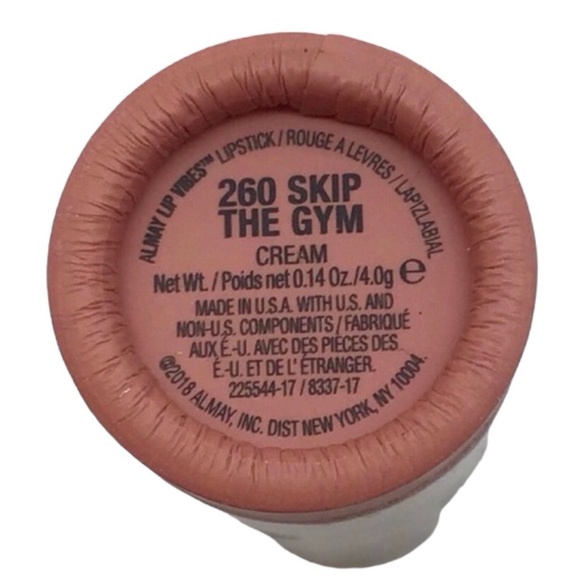 ALMAY LIP VIBES™ LIPSTICK / ROUGE A LEVRES / LAPIZLABIAL
260 SKIP
THE GYM
CREAM
Net Wt. / Poids net 0.14 Oz./4.0g ℮
MADE IN U.S.A. WITH U.S. AND
NON-U.S. COMPONENTS / FABRIQUÉ
AUX É.-U. AVEC DES PIÈCES DES
É.-U. ET DE L'ÉTRANGER.
225544-17 / 8337-17
©2018 ALMAY, INC. DIST NEW YORK, NY 10004.